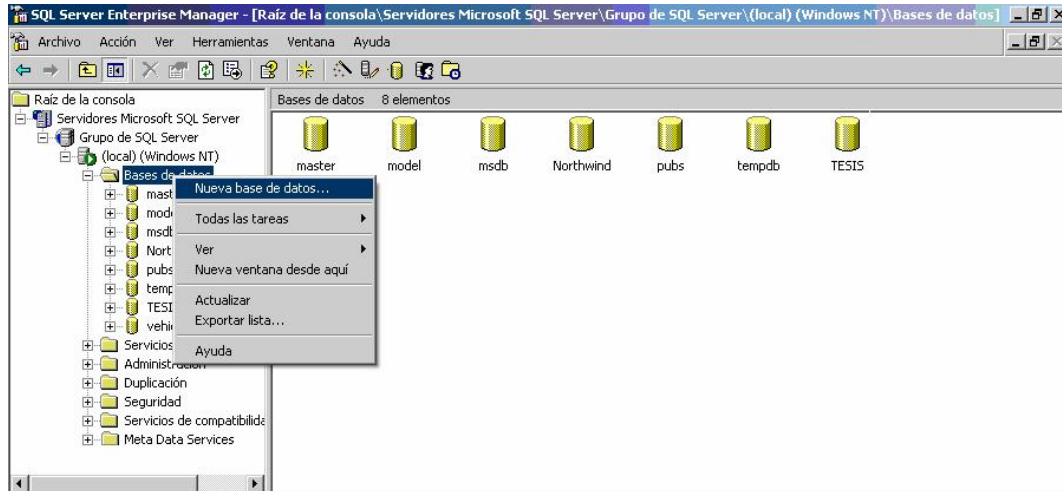 SQL Server Enterprise Manager - [Raíz de la consola\Servidores Microsoft SQL Server\Grupo de SQL Server\(local) (Windows NT)\Bases de datos]
Archivo Acción Ver Herramientas Ventana Ayuda
Raíz de la consola
Servidores Microsoft SQL Server
Grupo de SQL Server
(local) (Windows NT)
Bases de datos
mast
mode
msdb
Nort
pubs
temp
TESI
vehi
Servicios
Administración
Duplicación
Seguridad
Servicios de compatibilida
Meta Data Services
Nueva base de datos...
Todas las tareas
Ver
Nueva ventana desde aquí
Actualizar
Exportar lista...
Ayuda
Bases de datos 8 elementos
master model msdb Northwind pubs tempdb TESIS